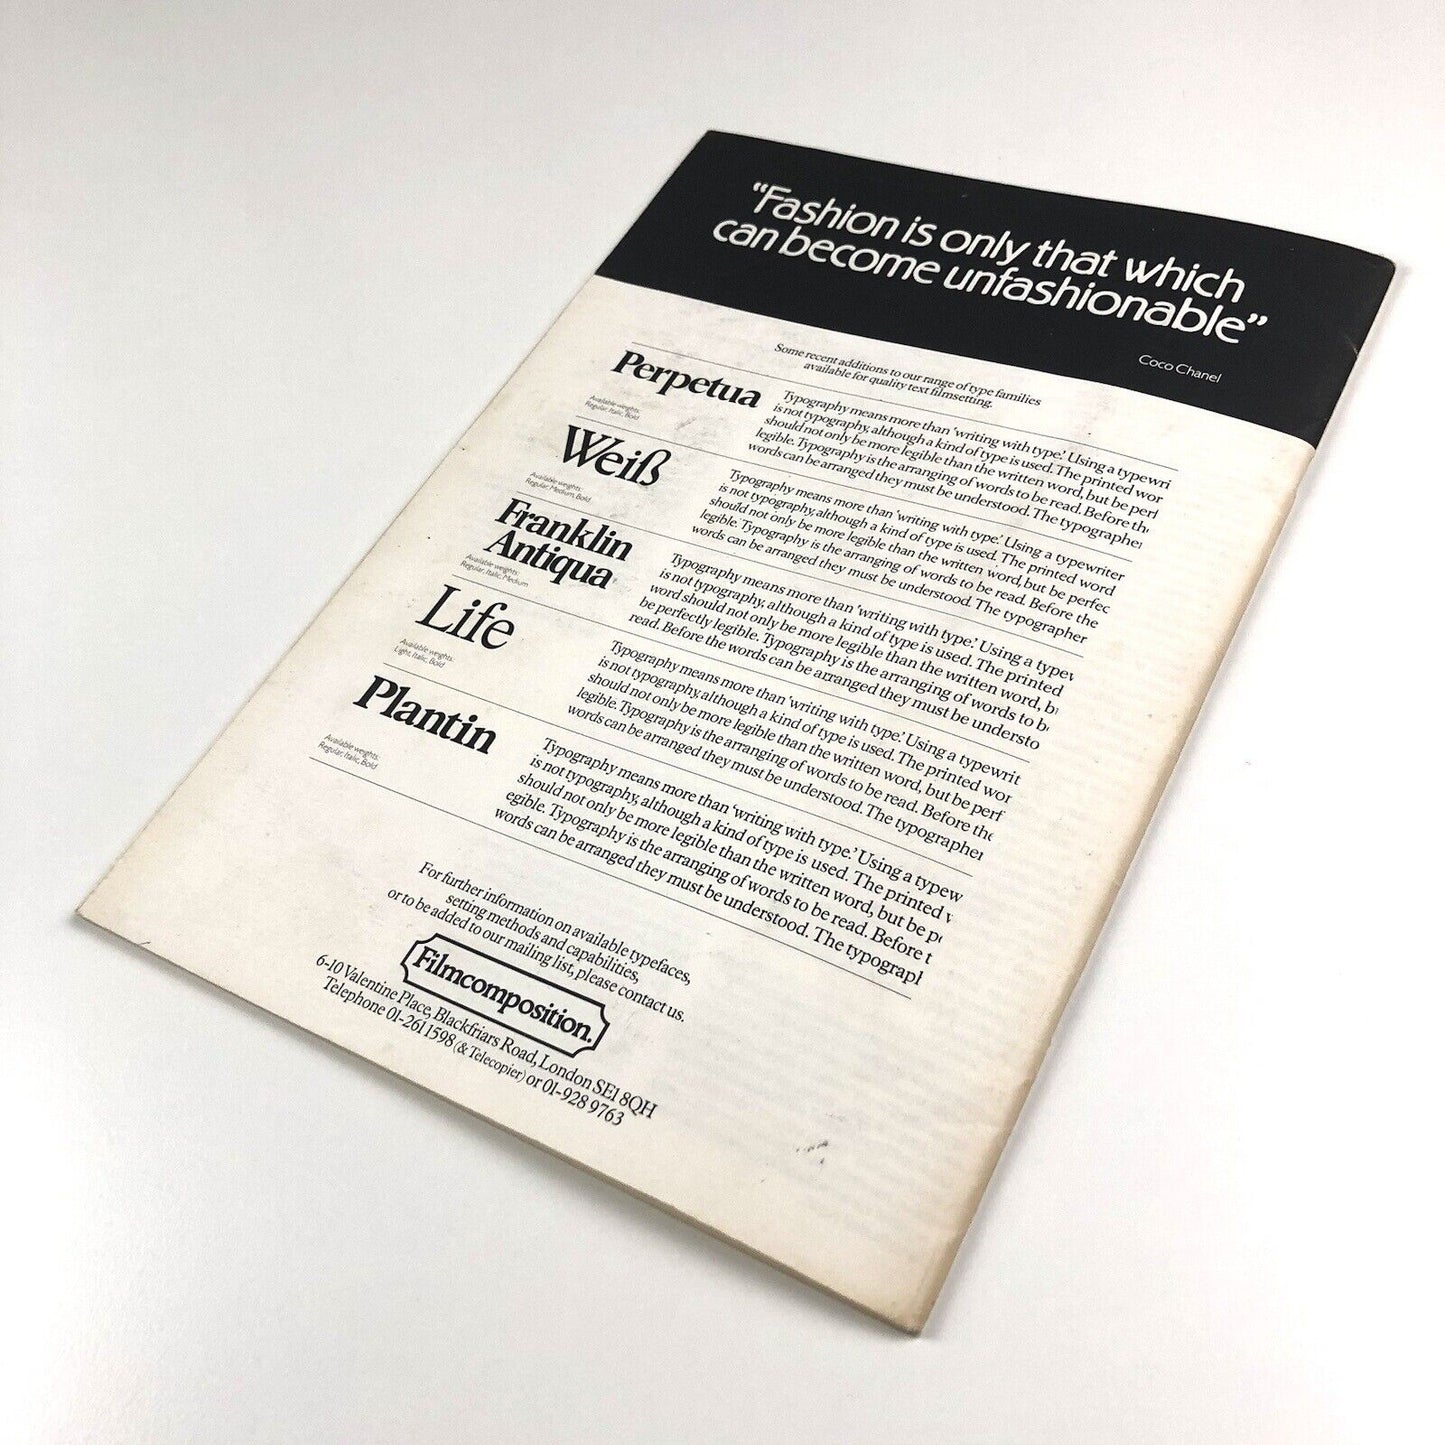 “Fashion is only that which
can become unfashionable”
Coco Chanel
Some recent additions to our range of type families
available for quality text filmsetting.
Perpetua
Available weights:
Regular, Italic, Bold
Typography means more than ‘writing with type.’ Using a typewri
is not typography, although a kind of type is used. The printed wor
should not only be more legible than the written word, but be perf
legible. Typography is the arranging of words to be read. Before the
words can be arranged they must be understood. The typographer
Weiß
Available weights:
Regular, Medium, Bold
Typography means more than ‘writing with type.’ Using a typewriter
is not typography, although a kind of type is used. The printed word
should not only be more legible than the written word, but be perfec
legible. Typography is the arranging of words to be read. Before the
words can be arranged they must be understood. The typographer
Franklin
Antiqua
Available weights:
Regular, Italic, Medium
Typography means more than ‘writing with type.’ Using a typew
is not typography, although a kind of type is used. The printed
word should not only be more legible than the written word, b
be perfectly legible. Typography is the arranging of words to b
read. Before the words can be arranged they must be understo
Life
Available weights:
Light, Italic, Bold
Typography means more than ‘writing with type.’ Using a typewrit
is not typography, although a kind of type is used. The printed wor
should not only be more legible than the written word, but be perf
legible. Typography is the arranging of words to be read. Before the
words can be arranged they must be understood. The typographer
Plantin
Available weights:
Regular, Italic, Bold
Typography means more than ‘writing with type.’ Using a typew
is not typography, although a kind of type is used. The printed w
should not only be more legible than the written word, but be pe
egible. Typography is the arranging of words to be read. Before t
words can be arranged they must be understood. The typograpl
For further information on available typefaces,
setting methods and capabilities,
or to be added to our mailing list, please contact us.
Filmcomposition.
6-10 Valentine Place, Blackfriars Road, London SE1 8QH
Telephone 01-261 1598 (& Telecopier) or 01-928 9763